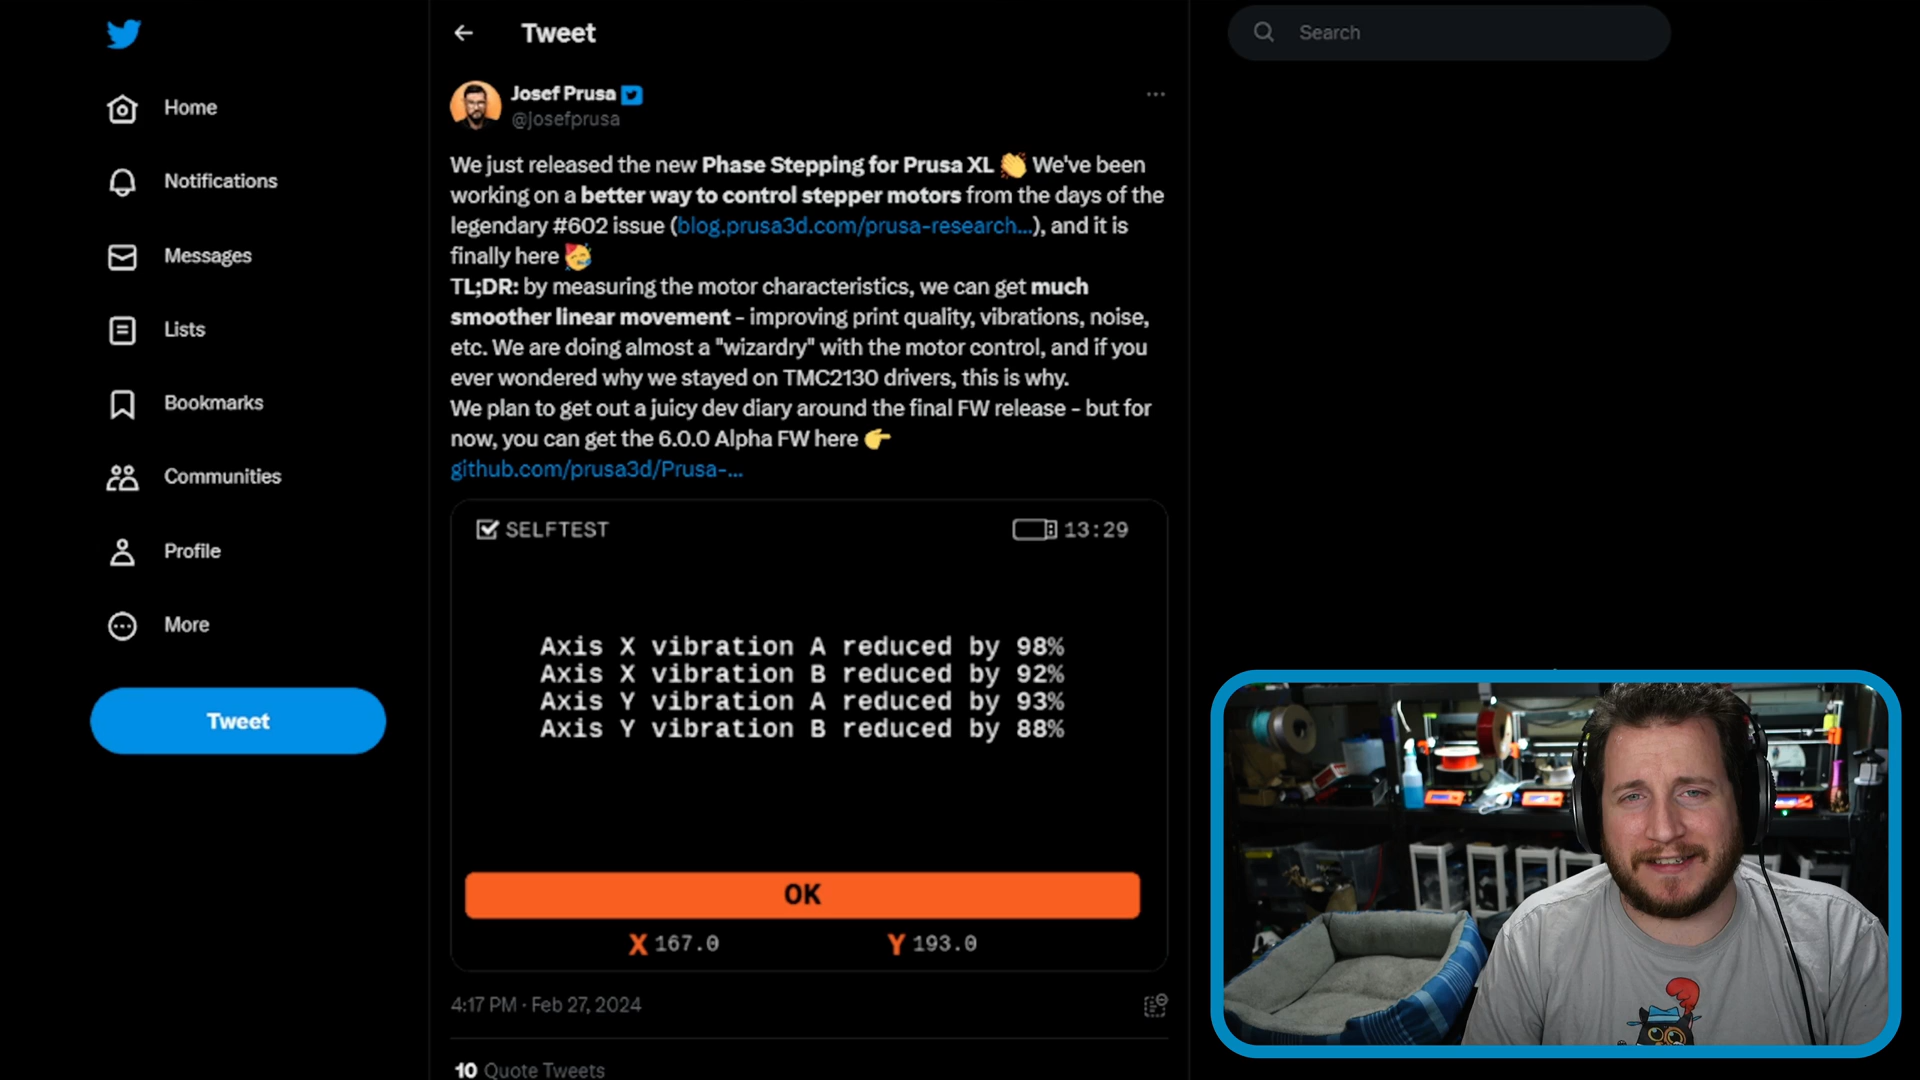 Tweet
Search
Josef Prusa
@josefprusa
Home
Notifications
Messages
Lists
Bookmarks
Communities
Profile
More
Tweet
We just released the new Phase Stepping for Prusa XL 👏 We've been
working on a better way to control stepper motors from the days of the
legendary #602 issue (blog.prusa3d.com/prusa-research...), and it is
finally here 🥳
TL;DR: by measuring the motor characteristics, we can get much
smoother linear movement - improving print quality, vibrations, noise,
etc. We are doing almost a "wizardry" with the motor control, and if you
ever wondered why we stayed on TMC2130 drivers, this is why.
We plan to get out a juicy dev diary around the final FW release - but for
now, you can get the 6.0.0 Alpha FW here 👉
github.com/prusa3d/Prusa-...
SELFTEST
13:29
Axis X vibration A reduced by 98%
Axis X vibration B reduced by 92%
Axis Y vibration A reduced by 93%
Axis Y vibration B reduced by 88%
OK
X 167.0
Y 193.0
4:17 PM · Feb 27, 2024
10 Quote Tweets